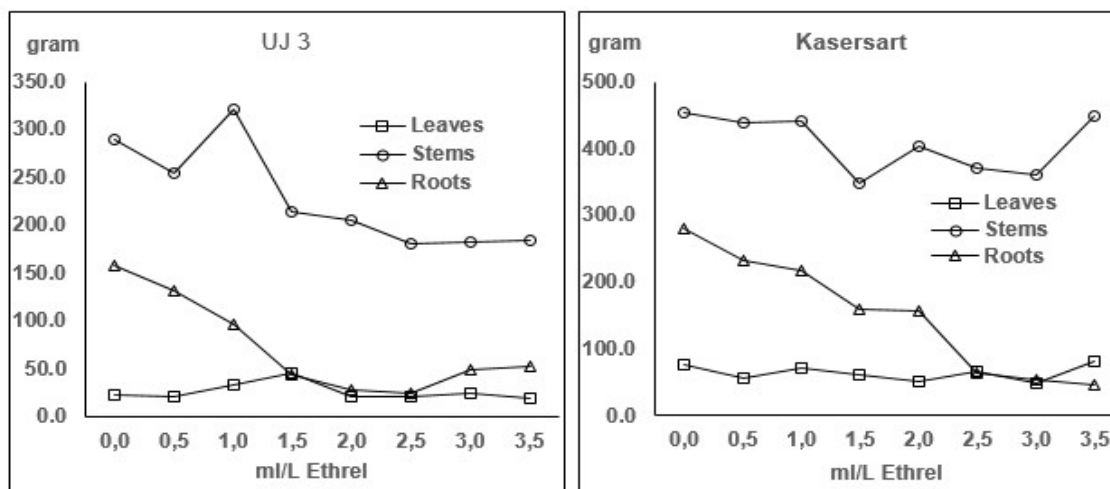 UJ 3
gram
350.0
300.0
250.0
200.0
150.0
100.0
50.0
0.0
Leaves
Stems
Roots
0,0 0,5 1,0 1,5 2,0 2,5 3,0 3,5
ml/L Ethrel
Kasersart
gram
500.0
400.0
300.0
200.0
100.0
0.0
Leaves
Stems
Roots
0,0 0,5 1,0 1,5 2,0 2,5 3,0 3,5
ml/L Ethrel